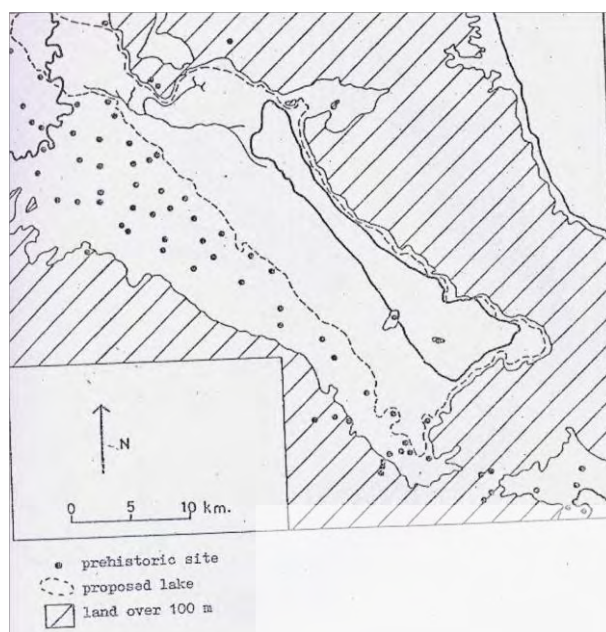 N
0 5 10 km.
prehistoric site
proposed lake
land over 100 m